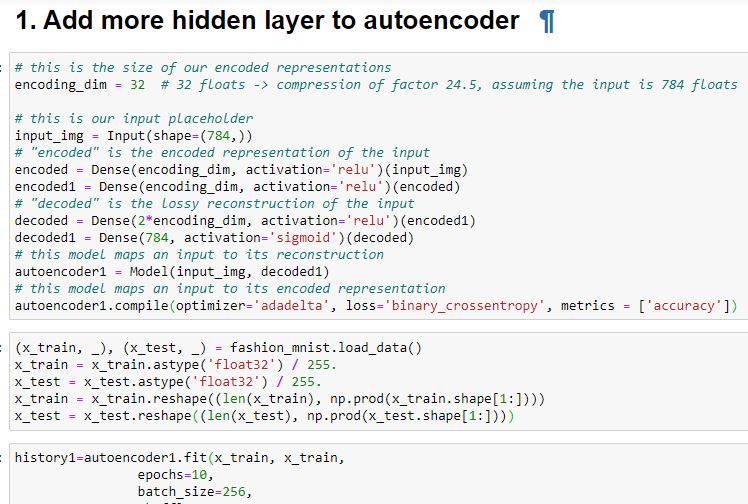 1. Add more hidden layer to autoencoder ¶
# this is the size of our encoded representations
encoding_dim = 32  # 32 floats -> compression of factor 24.5, assuming the input is 784 floats
# this is our input placeholder
input_img = Input(shape=(784,))
# "encoded" is the encoded representation of the input
encoded = Dense(encoding_dim, activation='relu')(input_img)
encoded1 = Dense(encoding_dim, activation='relu')(encoded)
# "decoded" is the lossy reconstruction of the input
decoded = Dense(2*encoding_dim, activation='relu')(encoded1)
decoded1 = Dense(784, activation='sigmoid')(decoded)
# this model maps an input to its reconstruction
autoencoder1 = Model(input_img, decoded1)
# this model maps an input to its encoded representation
autoencoder1.compile(optimizer='adadelta', loss='binary_crossentropy', metrics = ['accuracy'])
(x_train, _), (x_test, _) = fashion_mnist.load_data()
x_train = x_train.astype('float32') / 255.
x_test = x_test.astype('float32') / 255.
x_train = x_train.reshape((len(x_train), np.prod(x_train.shape[1:])))
x_test = x_test.reshape((len(x_test), np.prod(x_test.shape[1:])))
history1=autoencoder1.fit(x_train, x_train,
epochs=10,
batch_size=256,